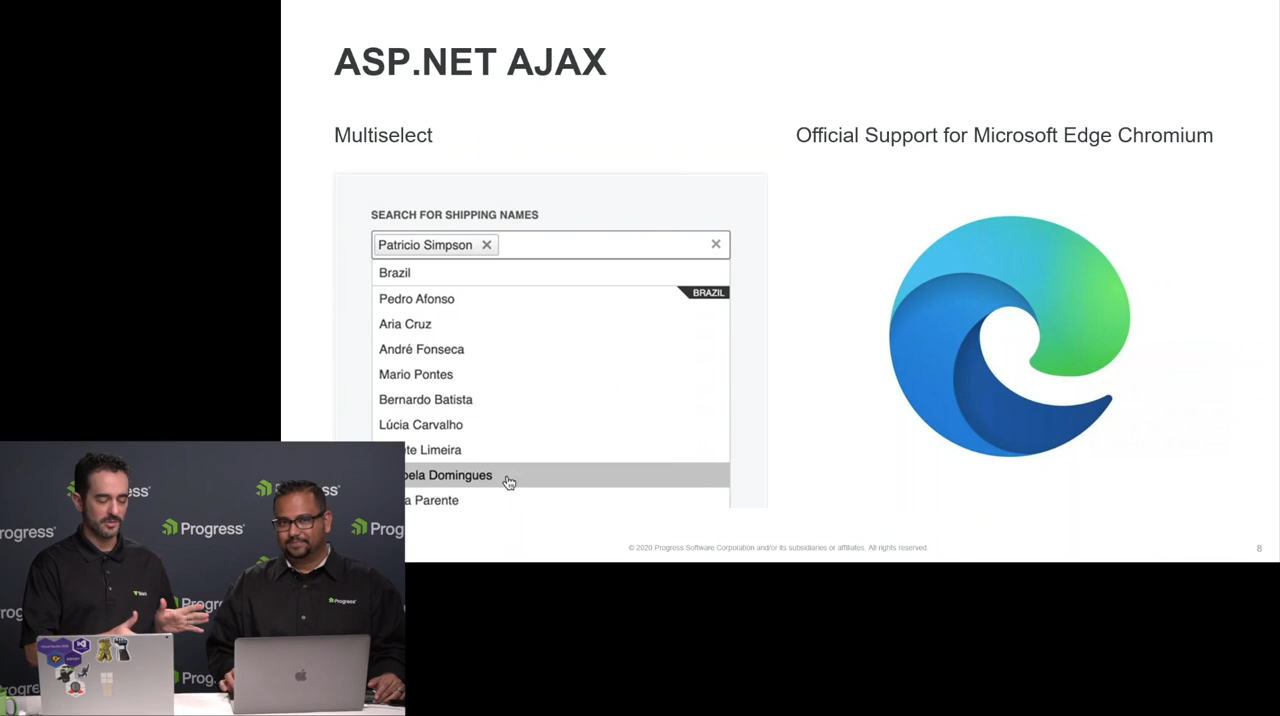 ASP.NET AJAX
Multiselect
Official Support for Microsoft Edge Chromium
SEARCH FOR SHIPPING NAMES
Patricio Simpson
Brazil
BRAZIL
Pedro Afonso
Aria Cruz
André Fonseca
Mario Pontes
Bernardo Batista
Lúcia Carvalho
te Limeira
bela Domingues
a Parente
© 2020 Progress Software Corporation and/or its subsidiaries or affiliates. All rights reserved.
8
Progress
Progress